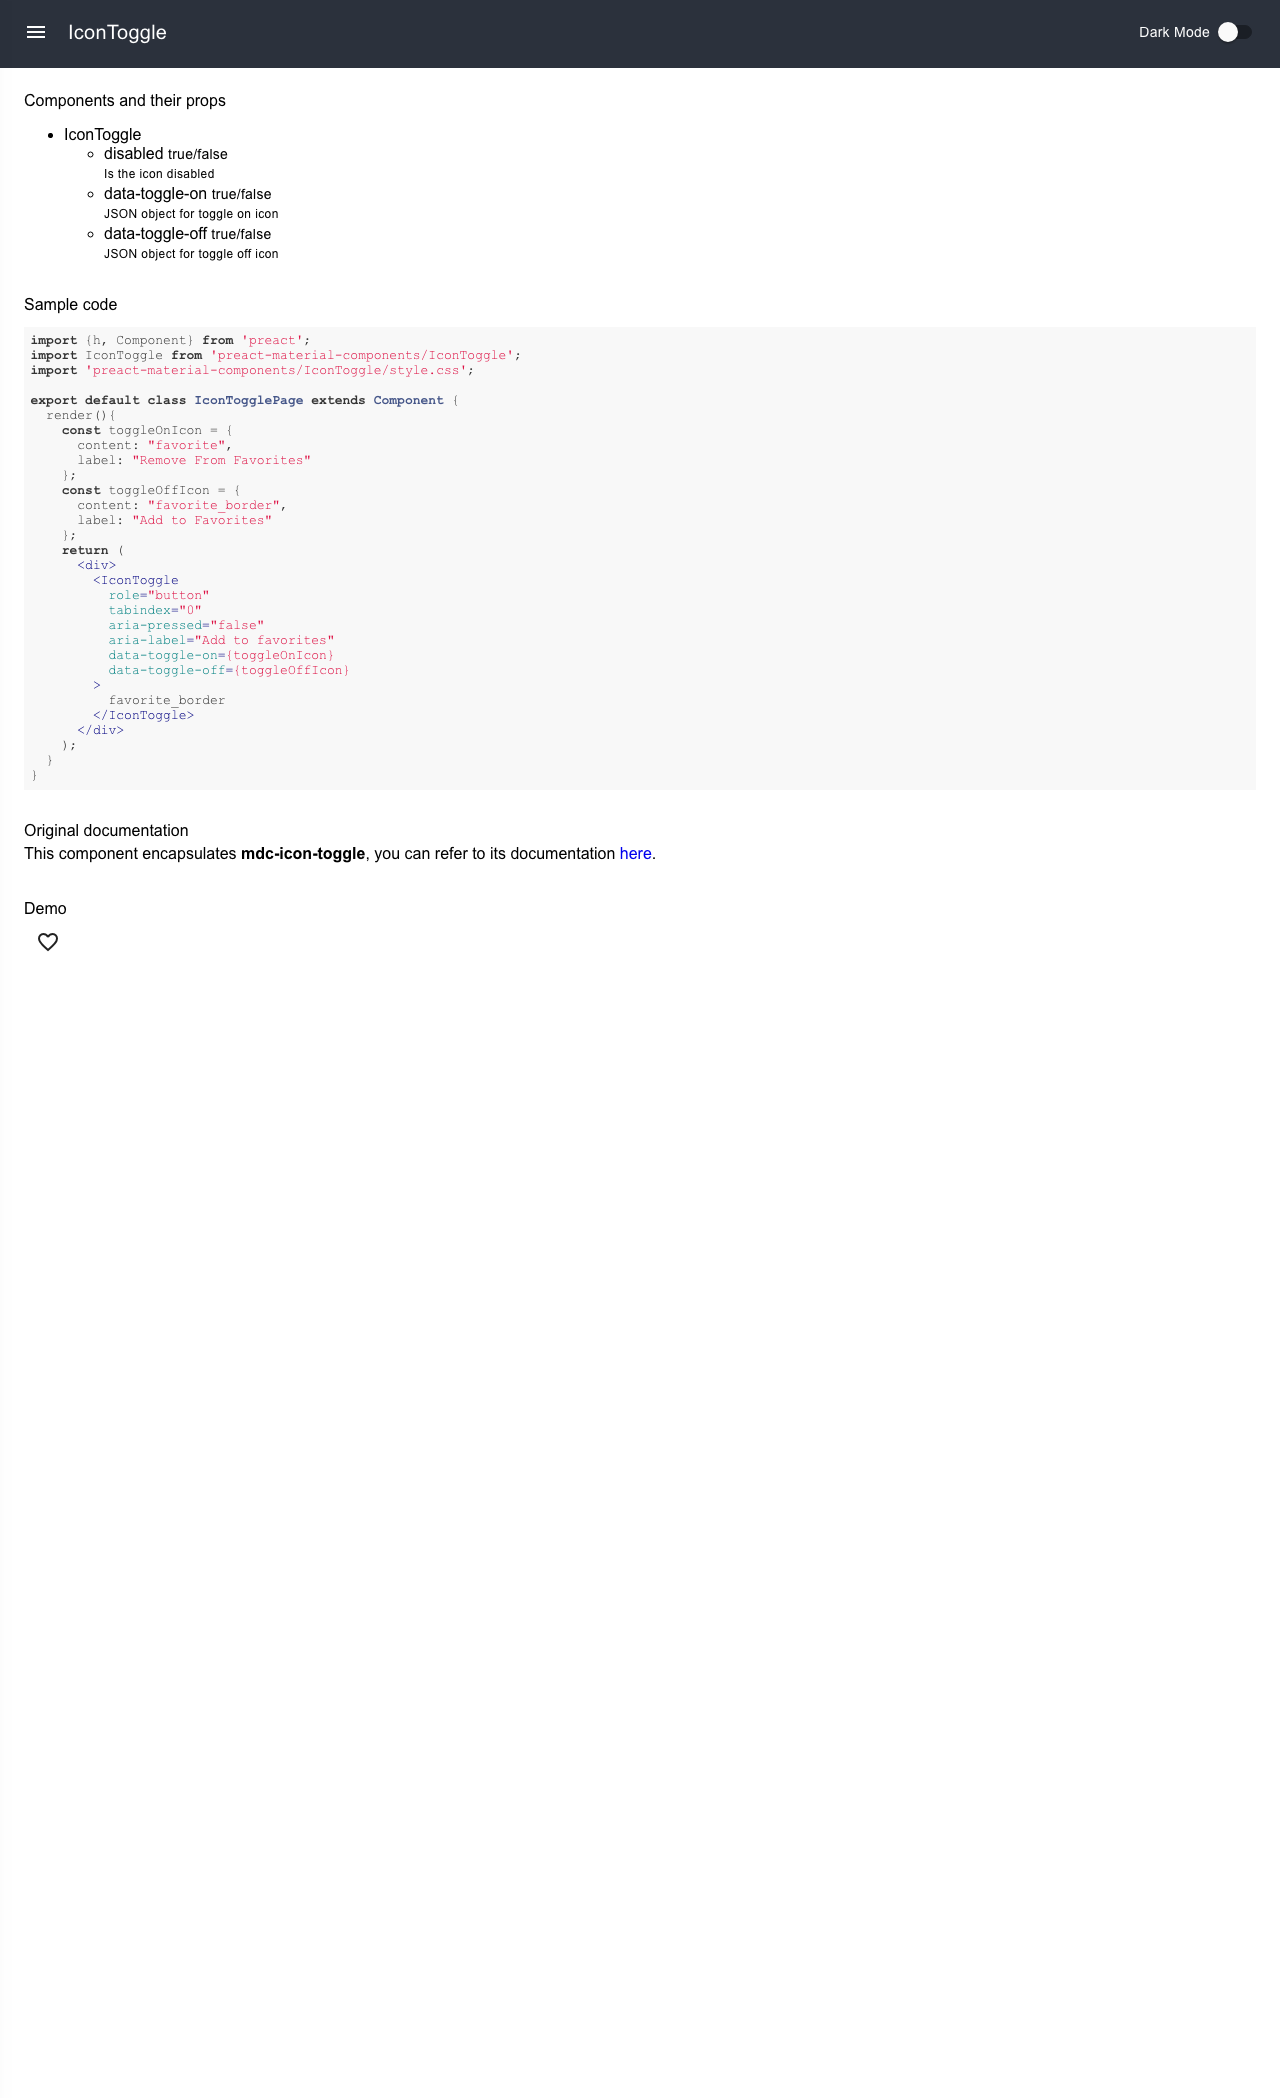 IconToggle
Dark Mode
Components and their props
IconToggle
disabled true/false
Is the icon disabled
data-toggle-on true/false
JSON object for toggle on icon
data-toggle-off true/false
JSON object for toggle off icon
Sample code
import {h, Component} from 'preact';
import IconToggle from 'preact-material-components/IconToggle';
import 'preact-material-components/IconToggle/style.css';
export default class IconTogglePage extends Component {
  render(){
    const toggleOnIcon = {
      content: "favorite",
      label: "Remove From Favorites"
    };
    const toggleOffIcon = {
      content: "favorite_border",
      label: "Add to Favorites"
    };
    return (
      <div>
        <IconToggle
          role="button"
          tabindex="0"
          aria-pressed="false"
          aria-label="Add to favorites"
          data-toggle-on={toggleOnIcon}
          data-toggle-off={toggleOffIcon}
        >
          favorite_border
        </IconToggle>
      </div>
    );
  }
}
Original documentation
This component encapsulates mdc-icon-toggle, you can refer to its documentation here.
Demo